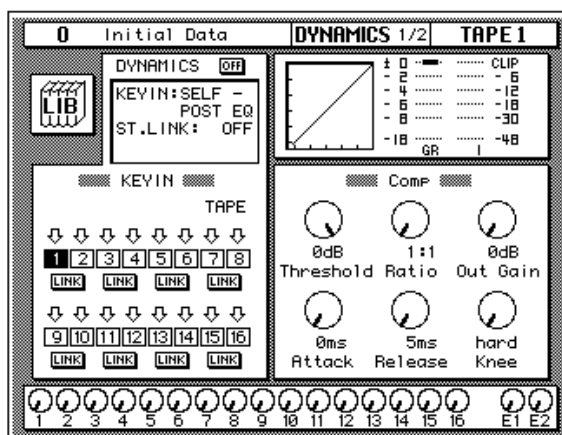 0 Initial Data DYNAMICS 1/2 TAPE 1
LIB
DYNAMICS OFF
KEYIN:SELF -
POST EQ
ST.LINK: OFF
± 0 CLIP
- 2 - 6
- 4 -12
- 6 -18
- 8 -30
-18 -48
GR I
KEYIN
TAPE
1 2 3 4 5 6 7 8
LINK LINK LINK LINK
9 10 11 12 13 14 15 16
LINK LINK LINK LINK
Comp
0dB 1:1 0dB
Threshold Ratio Out Gain
0ms 5ms hard
Attack Release Knee
1 2 3 4 5 6 7 8 9 10 11 12 13 14 15 16 E1 E2